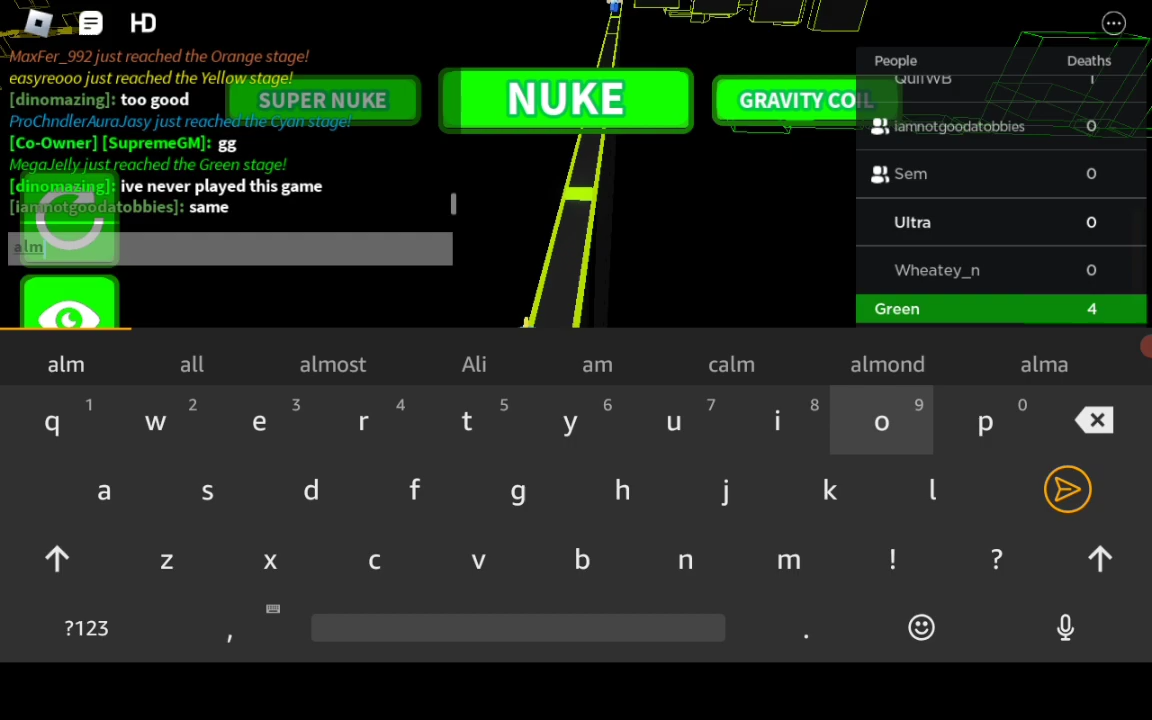 HD
MaxFer_992 just reached the Orange stage!
easyreooo just reached the Yellow stage!
[dinomazing]: too good
ProChndlerAuraJasy just reached the Cyan stage!
[Co-Owner] [SupremeGM]: gg
MegaJelly just reached the Green stage!
[dinomazing]: ive never played this game
[iamnotgoodatobbies]: same
alm
SUPER NUKE
NUKE
GRAVITY COIL
People Deaths
QuifWB 1
iamnotgoodatobbies 0
Sem 0
Ultra 0
Wheatey_n 0
Green 4
alm all almost Ali am calm almond alma
q 1 w 2 e 3 r 4 t 5 y 6 u 7 i 8 o 9 p 0
a s d f g h j k l
z x c v b n m ! ?
?123 , .